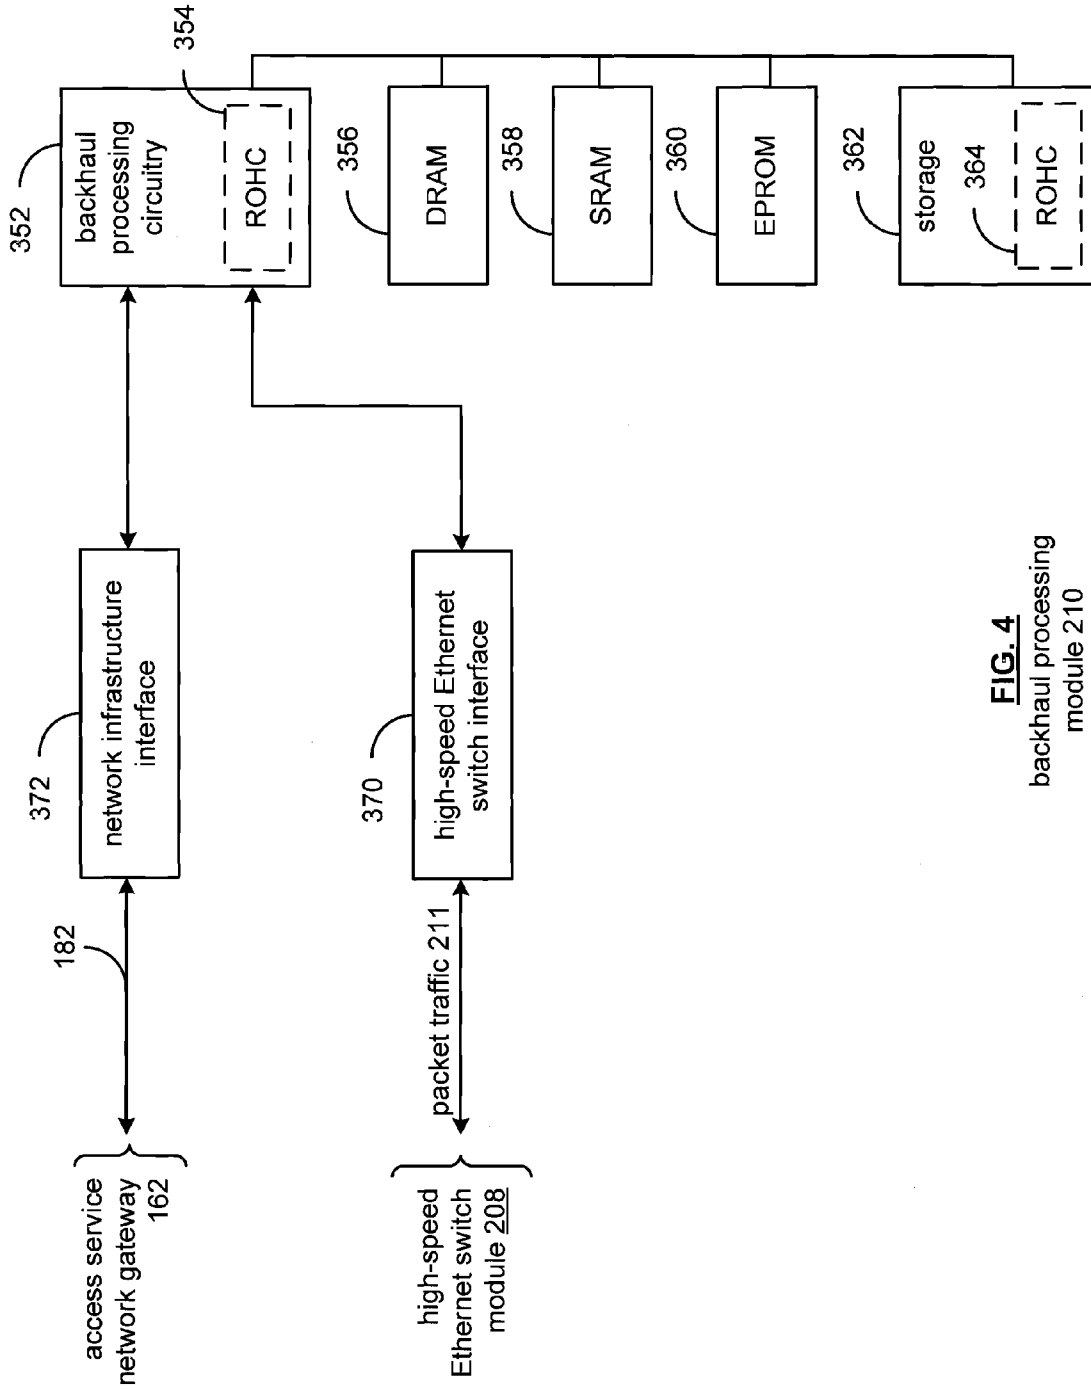 354
352
backhaul
processing
circuitry
ROHC
356
DRAM
358
SRAM
360
EPROM
362
storage
364
ROHC
372
network infrastructure
interface
370
high-speed Ethernet
switch interface
182
packet traffic 211
access service
network gateway
162
high-speed
Ethernet switch
module 208
FIG. 4
backhaul processing
module 210